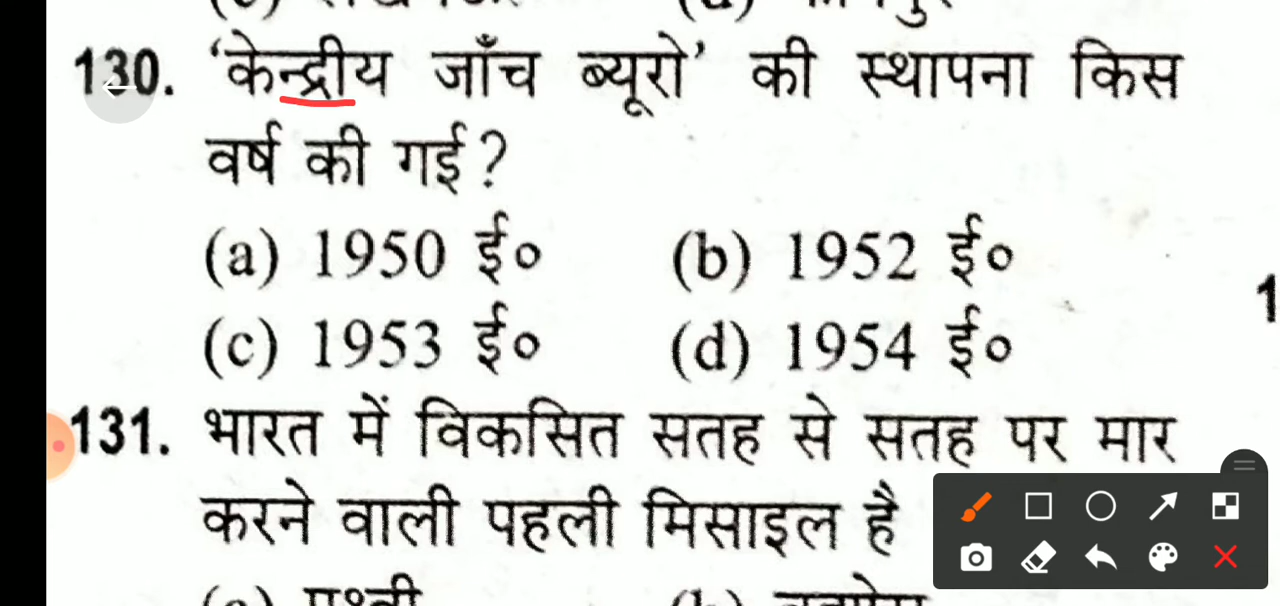 130. ‘केन्द्रीय जाँच ब्यूरो’ की स्थापना किस
वर्ष की गई?
(a) 1950 ई० (b) 1952 ई०
(c) 1953 ई० (d) 1954 ई०
131. भारत में विकसित सतह से सतह पर मार
करने वाली पहली मिसाइल है